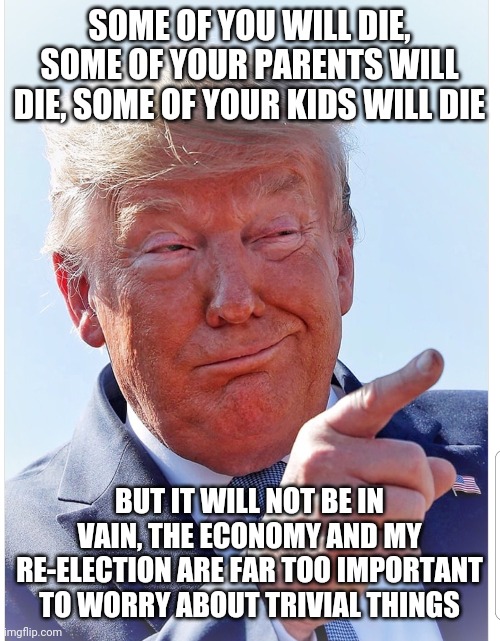 SOME OF YOU WILL DIE,
SOME OF YOUR PARENTS WILL
DIE, SOME OF YOUR KIDS WILL DIE
BUT IT WILL NOT BE IN
VAIN, THE ECONOMY AND MY
RE-ELECTION ARE FAR TOO IMPORTANT
TO WORRY ABOUT TRIVIAL THINGS
imgflip.com